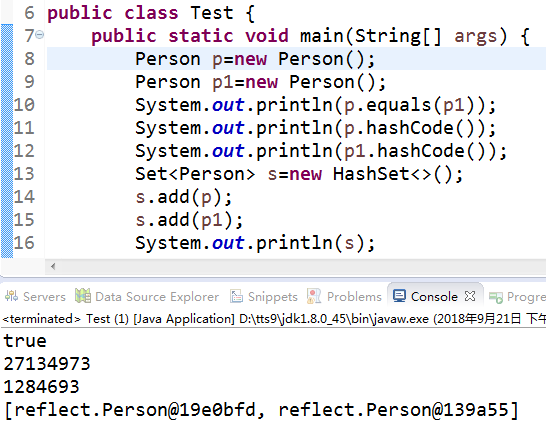 6 public class Test {
7 public static void main(String[] args) {
8 Person p=new Person();
9 Person p1=new Person();
10 System.out.println(p.equals(p1));
11 System.out.println(p.hashCode());
12 System.out.println(p1.hashCode());
13 Set<Person> s=new HashSet<>();
14 s.add(p);
15 s.add(p1);
16 System.out.println(s);
Servers Data Source Explorer Snippets Problems Console Progre
<terminated> Test (1) [Java Application] D:\tts9\jdk1.8.0_45\bin\javaw.exe (2018年9月21日 下午
true
27134973
1284693
[reflect.Person@19e0bfd, reflect.Person@139a55]